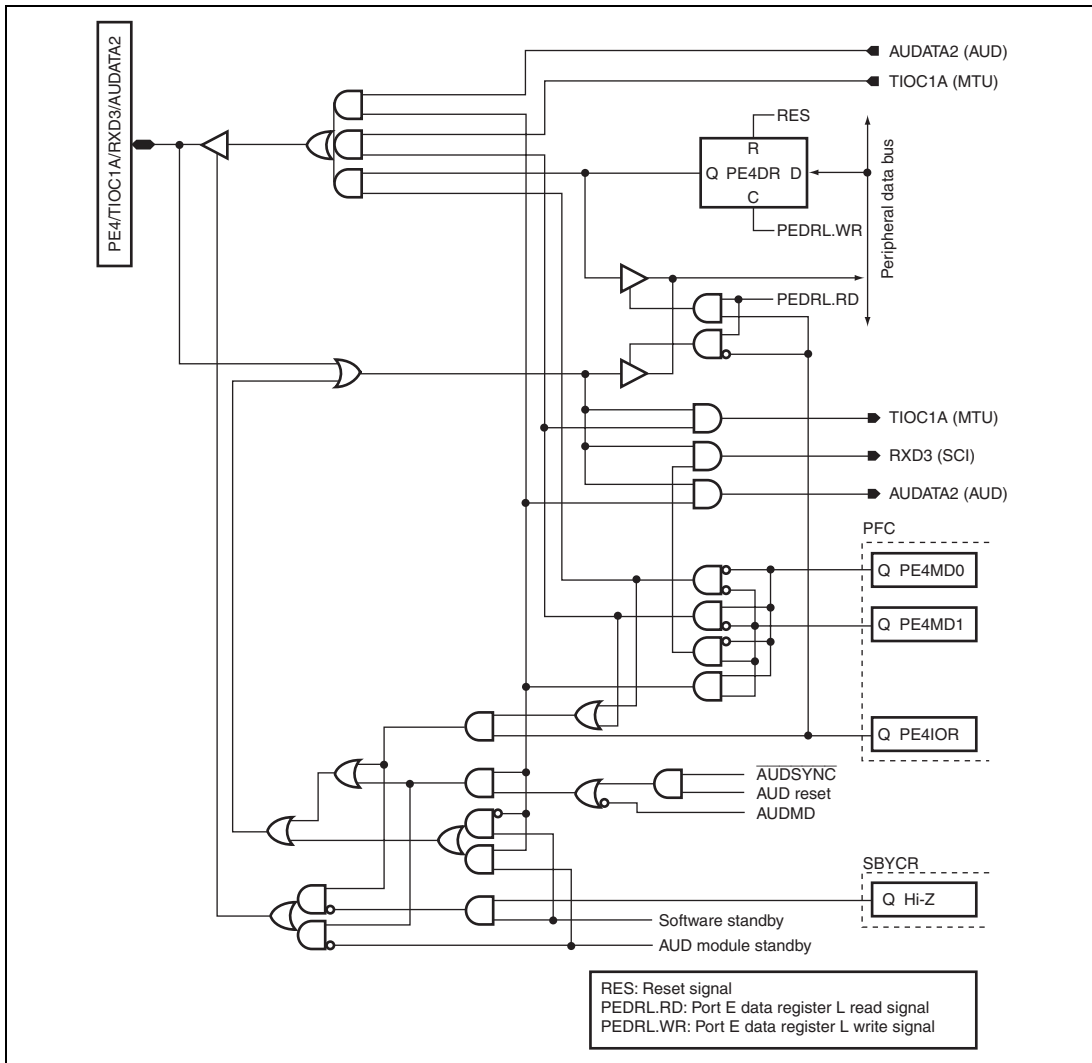 PE4/TIOC1A/RXD3/AUDATA2
AUDATA2 (AUD)
TIOC1A (MTU)
RES
R
Q PE4DR D
C
PEDRL.WR
Peripheral data bus
PEDRL.RD
TIOC1A (MTU)
RXD3 (SCI)
AUDATA2 (AUD)
PFC
Q PE4MD0
Q PE4MD1
Q PE4IOR
AUDSYNC
AUD reset
AUDMD
SBYCR
Q Hi-Z
Software standby
AUD module standby
RES: Reset signal
PEDRL.RD: Port E data register L read signal
PEDRL.WR: Port E data register L write signal